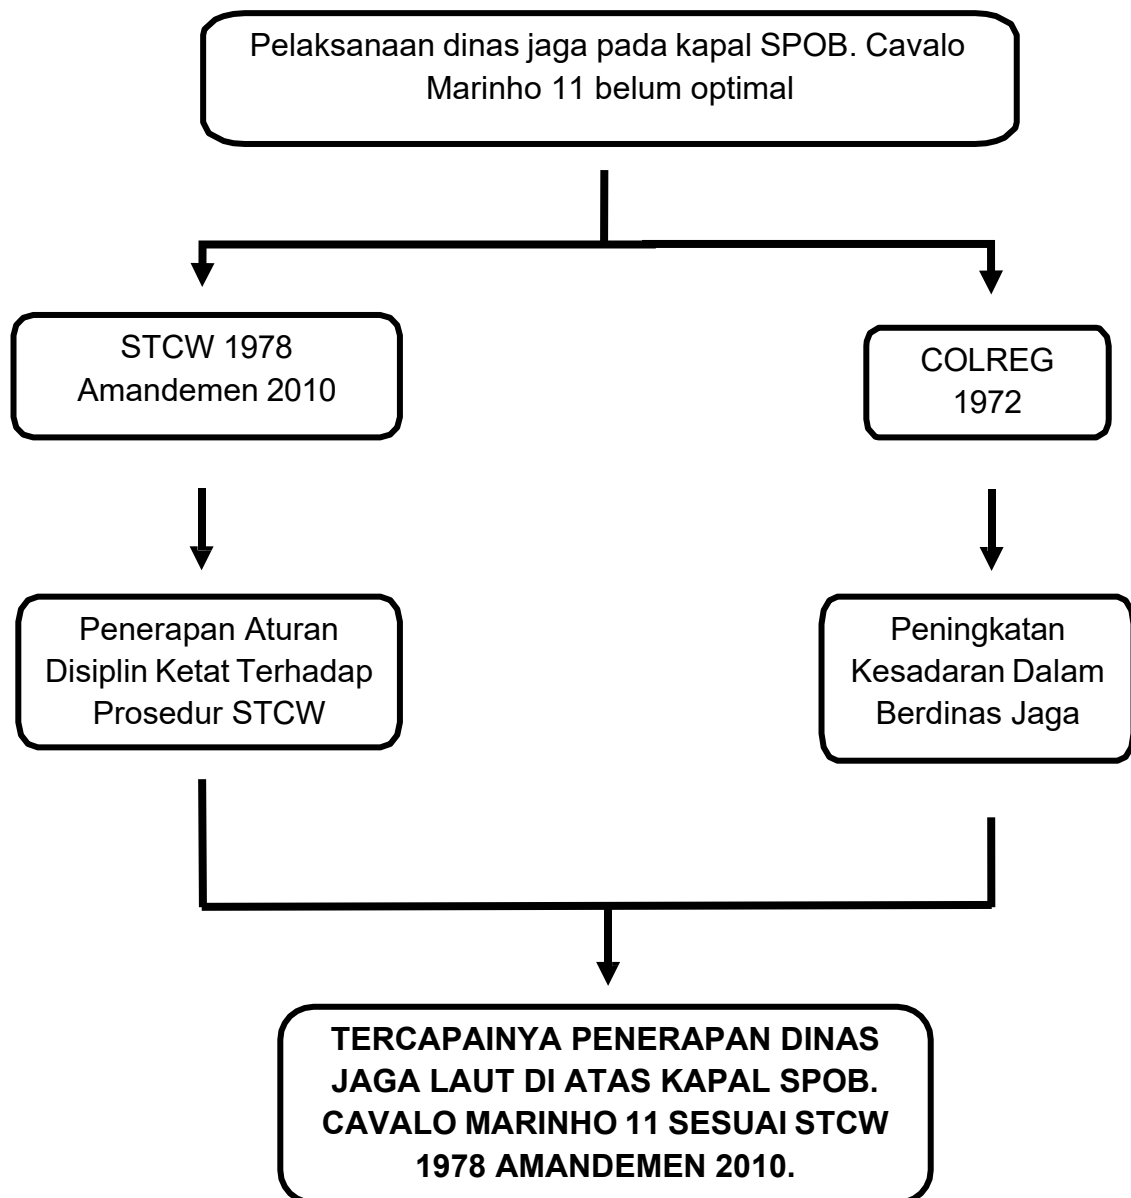 Pelaksanaan dinas jaga pada kapal SPOB. Cavalo
Marinho 11 belum optimal
STCW 1978
Amandemen 2010
COLREG
1972
Penerapan Aturan
Disiplin Ketat Terhadap
Prosedur STCW
Peningkatan
Kesadaran Dalam
Berdinas Jaga
TERCAPAINYA PENERAPAN DINAS
JAGA LAUT DI ATAS KAPAL SPOB.
CAVALO MARINHO 11 SESUAI STCW
1978 AMANDEMEN 2010.